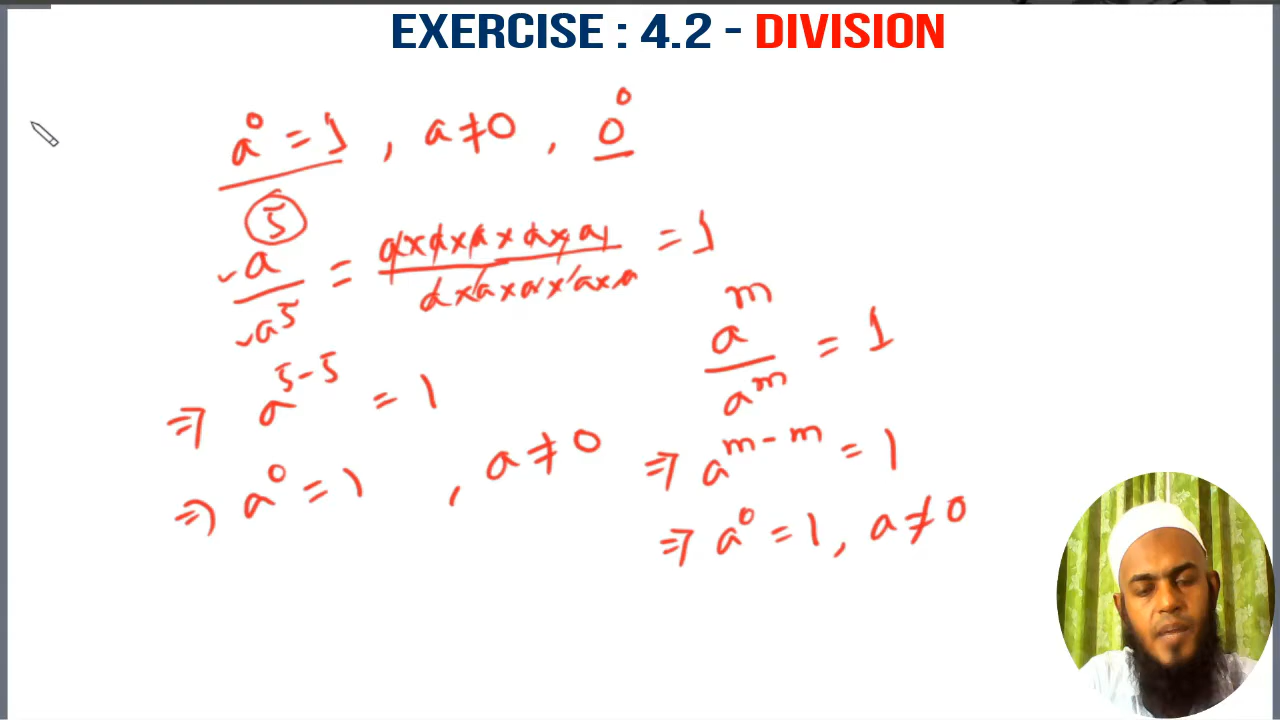 EXERCISE : 4.2 - DIVISION
a⁰ = 1 , a ≠ 0 , 0⁰
a⁵/a⁵ = (a×a×a×a×a)/(a×a×a×a×a) = 1
⇒ a⁵⁻⁵ = 1
⇒ a⁰ = 1 , a ≠ 0
aᵐ/aᵐ = 1
⇒ aᵐ⁻ᵐ = 1
⇒ a⁰ = 1, a ≠ 0